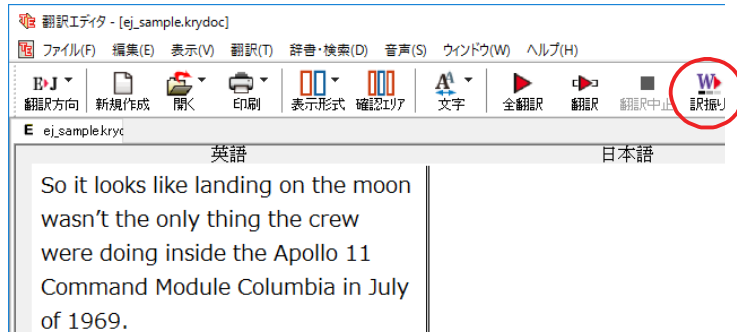 翻訳エディタ - [ej_sample.krydoc]
ファイル(F) 編集(E) 表示(V) 翻訳(T) 辞書・検索(D) 音声(S) ウィンドウ(W) ヘルプ(H)
E▸J 翻訳方向 新規作成 開く 印刷 表示形式 確認エリア 文字 全翻訳 翻訳 翻訳中止 訳振り
E ej_sample.kryd
英語 日本語
So it looks like landing on the moon
wasn’t the only thing the crew
were doing inside the Apollo 11
Command Module Columbia in July
of 1969.